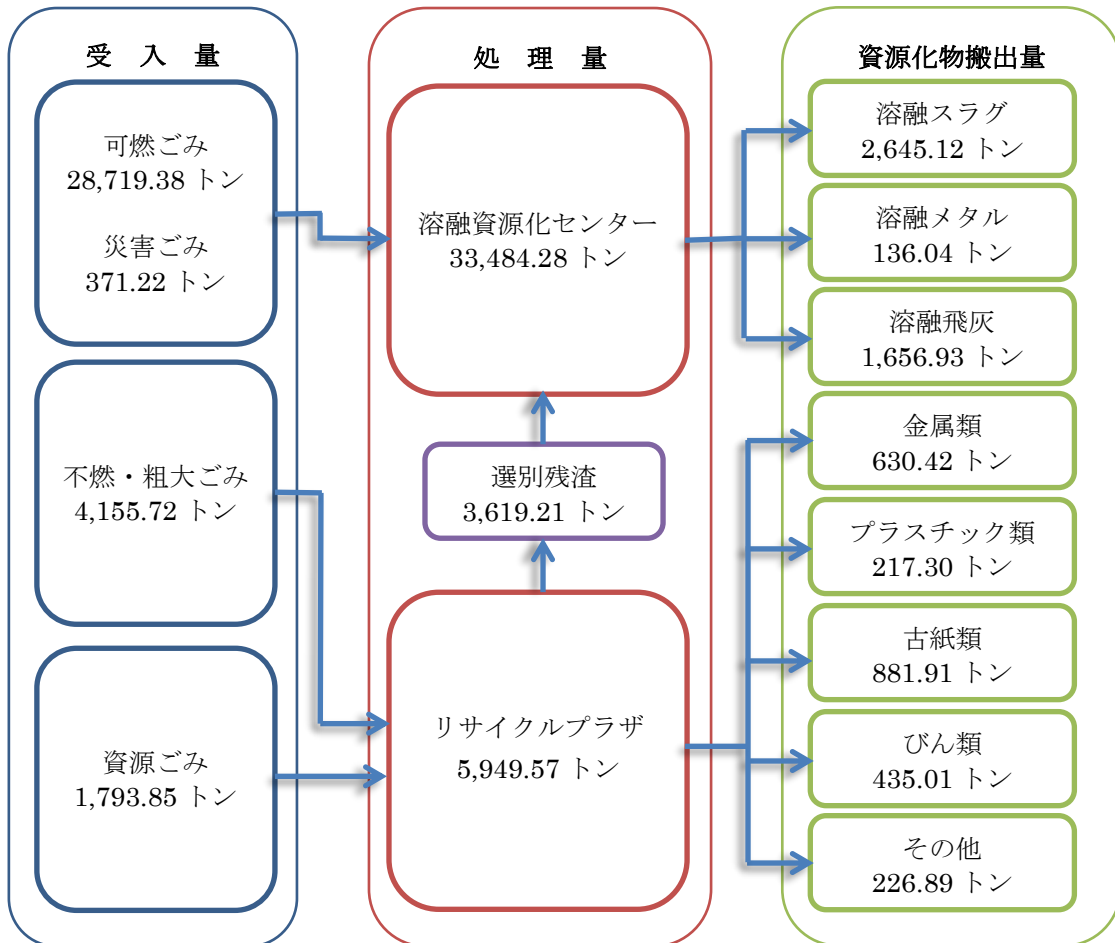 受 入 量
可燃ごみ
28,719.38 トン
災害ごみ
371.22 トン
不燃・粗大ごみ
4,155.72 トン
資源ごみ
1,793.85 トン
処 理 量
溶融資源化センター
33,484.28 トン
選別残渣
3,619.21 トン
リサイクルプラザ
5,949.57 トン
資源化物搬出量
溶融スラグ
2,645.12 トン
溶融メタル
136.04 トン
溶融飛灰
1,656.93 トン
金属類
630.42 トン
プラスチック類
217.30 トン
古紙類
881.91 トン
びん類
435.01 トン
その他
226.89 トン